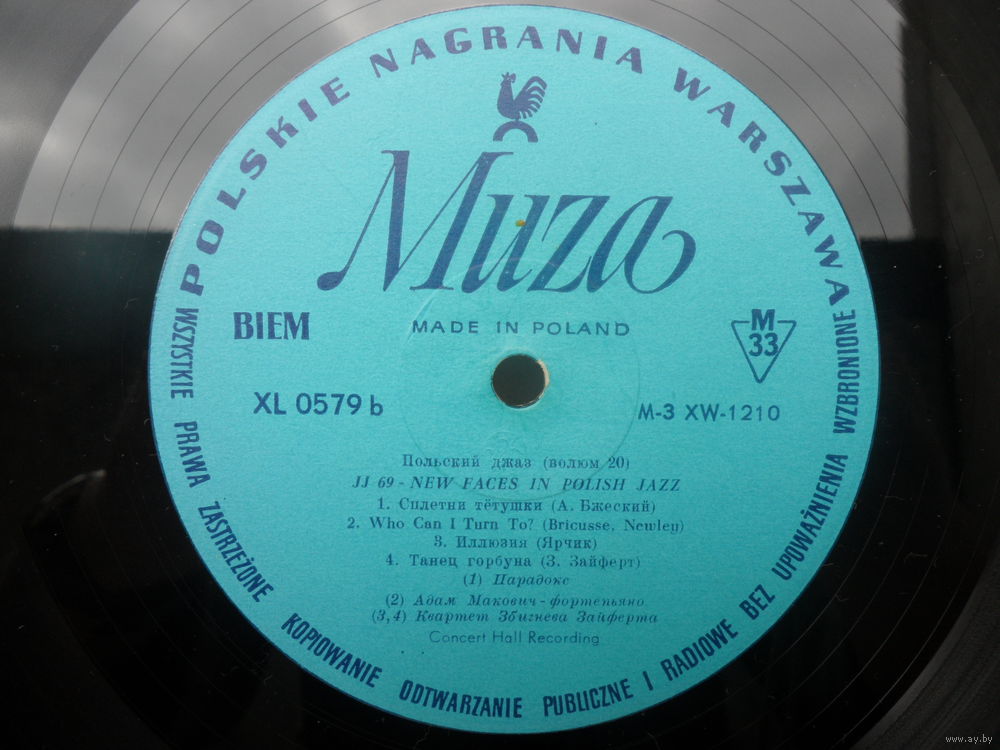 POLSKIE NAGRANIA WARSZAWA
Muza
MADE IN POLAND
BIEM
M
33
XL 0579 b
M-3 XW-1210
Польский джаз (волюм 20)
JJ 69 - NEW FACES IN POLISH JAZZ
1. Сплетни тётушки (А. Бжеский)
2. Who Can I Turn To? (Bricusse, Newley)
3. Иллюзия (Ярчик)
4. Танец горбуна (З. Зайферт)
(1) Парадокс
(2) Адам Макович - фортепьяно
(3,4) Квартет Збигнева Зайферта
Concert Hall Recording
WSZYSTKIE PRAWA ZASTRZEŻONE KOPIOWANIE ODTWARZANIE PUBLICZNE I RADIOWE BEZ UPOWAŻNIENIA WZBRONIONE
www.ay.by